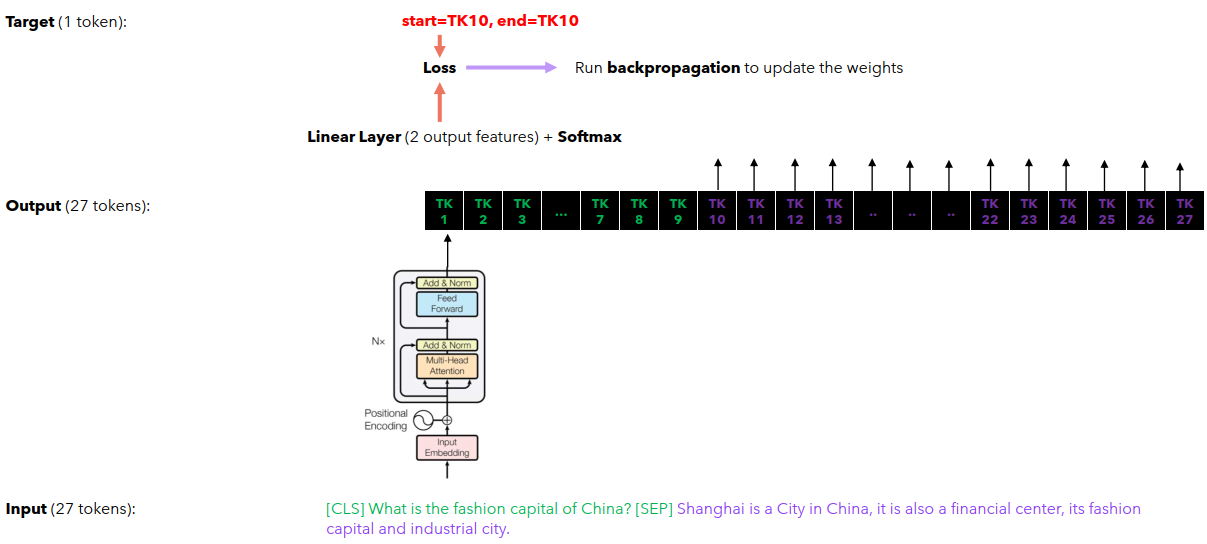 Target (1 token):
start=TK10, end=TK10
Loss
Run backpropagation to update the weights
Linear Layer (2 output features) + Softmax
Output (27 tokens):
TK 1
TK 2
TK 3
...
TK 7
TK 8
TK 9
TK 10
TK 11
TK 12
TK 13
..
..
..
TK 22
TK 23
TK 24
TK 25
TK 26
TK 27
Add & Norm
Feed
Forward
Nx
Add & Norm
Multi-Head
Attention
Positional
Encoding
Input
Embedding
Input (27 tokens):
[CLS] What is the fashion capital of China? [SEP] Shanghai is a City in China, it is also a financial center, its fashion
capital and industrial city.